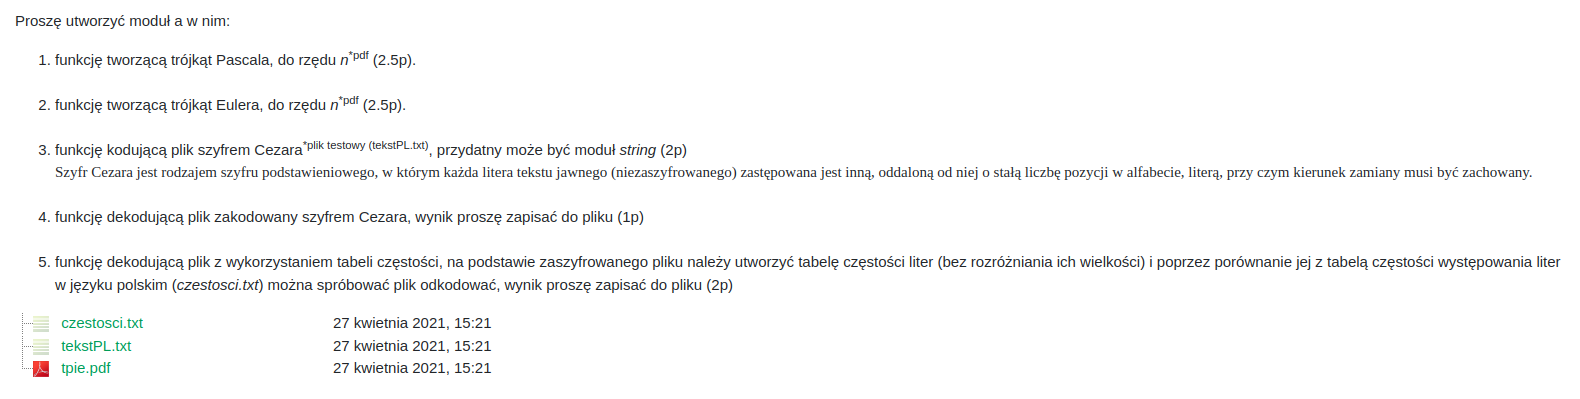 Proszę utworzyć moduł a w nim:
1. funkcję tworzącą trójkąt Pascala, do rzędu n*pdf (2.5p).
2. funkcję tworzącą trójkąt Eulera, do rzędu n*pdf (2.5p).
3. funkcję kodującą plik szyfrem Cezara*plik testowy (tekstPL.txt), przydatny może być moduł string (2p)
Szyfr Cezara jest rodzajem szyfru podstawieniowego, w którym każda litera tekstu jawnego (niezaszyfrowanego) zastępowana jest inną, oddaloną od niej o stałą liczbę pozycji w alfabecie, literą, przy czym kierunek zamiany musi być zachowany.
4. funkcję dekodującą plik zakodowany szyfrem Cezara, wynik proszę zapisać do pliku (1p)
5. funkcję dekodującą plik z wykorzystaniem tabeli częstości, na podstawie zaszyfrowanego pliku należy utworzyć tabelę częstości liter (bez rozróżniania ich wielkości) i poprzez porównanie jej z tabelą częstości występowania liter
w języku polskim (czestosci.txt) można spróbować plik odkodować, wynik proszę zapisać do pliku (2p)
czestosci.txt 27 kwietnia 2021, 15:21
tekstPL.txt 27 kwietnia 2021, 15:21
tpie.pdf 27 kwietnia 2021, 15:21